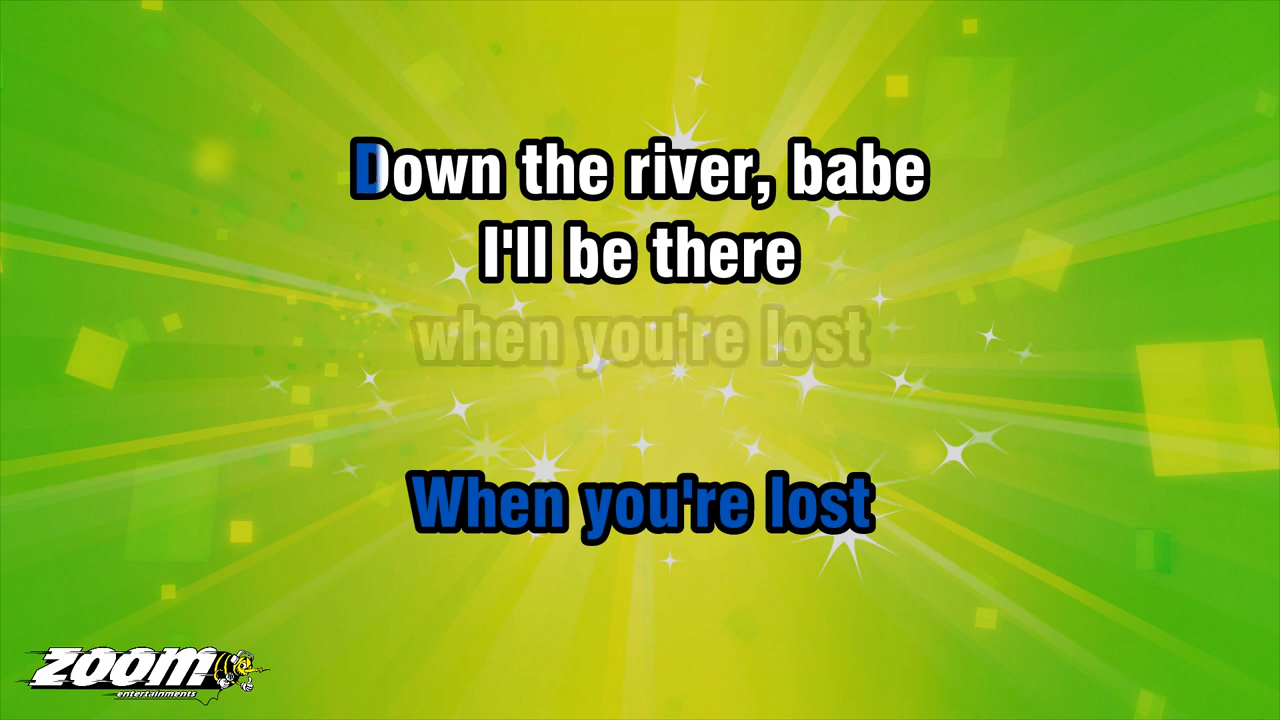 Down the river, babe
I'll be there
when you're lost
When you're lost
zoom
entertainments